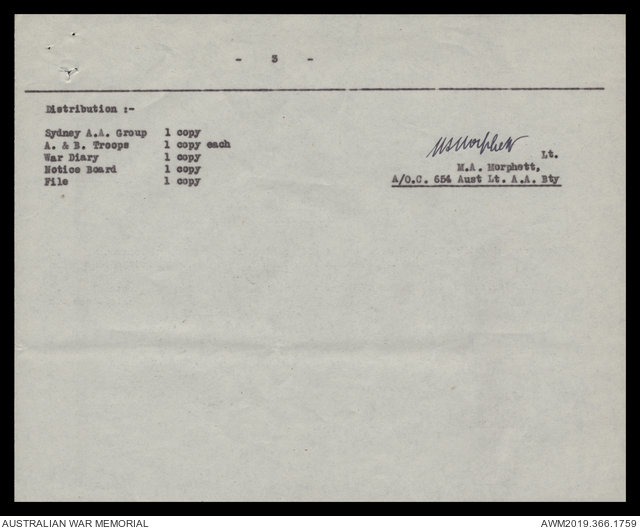 - 3 -
Distribution :-
Sydney A.A. Group 1 copy
A. & B. Troops 1 copy each
War Diary 1 copy
Notice Board 1 copy
File 1 copy
MAMorphett Lt.
M.A. Morphett,
A/O.C. 654 Aust Lt. A.A. Bty
AUSTRALIAN WAR MEMORIAL
AWM2019.366.1759